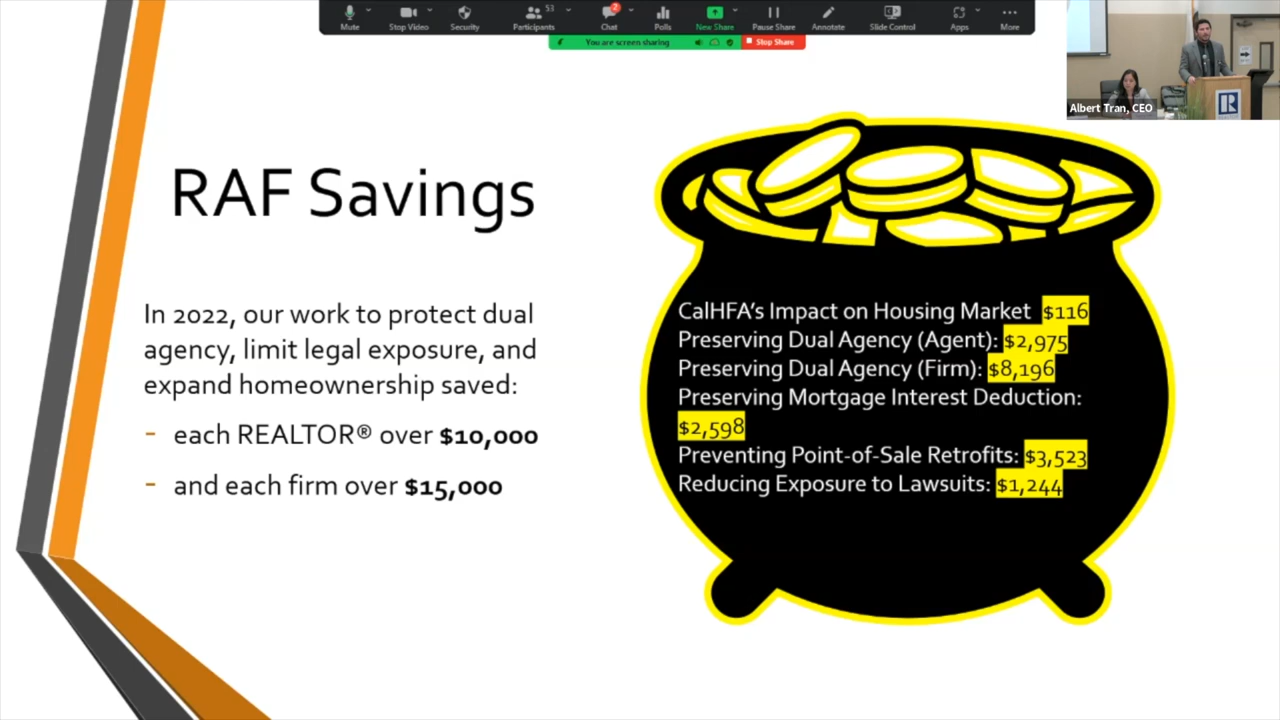 Mute
Stop Video
Security
Participants
53
Chat
2
Polls
New Share
Pause Share
Annotate
Slide Control
Apps
More
You are screen sharing
Stop Share
Albert Tran, CEO
R
RAF Savings
In 2022, our work to protect dual
agency, limit legal exposure, and
expand homeownership saved:
- each REALTOR® over $10,000
- and each firm over $15,000
CalHFA's Impact on Housing Market $116
Preserving Dual Agency (Agent): $2,975
Preserving Dual Agency (Firm): $8,196
Preserving Mortgage Interest Deduction:
$2,598
Preventing Point-of-Sale Retrofits: $3,523
Reducing Exposure to Lawsuits: $1,244